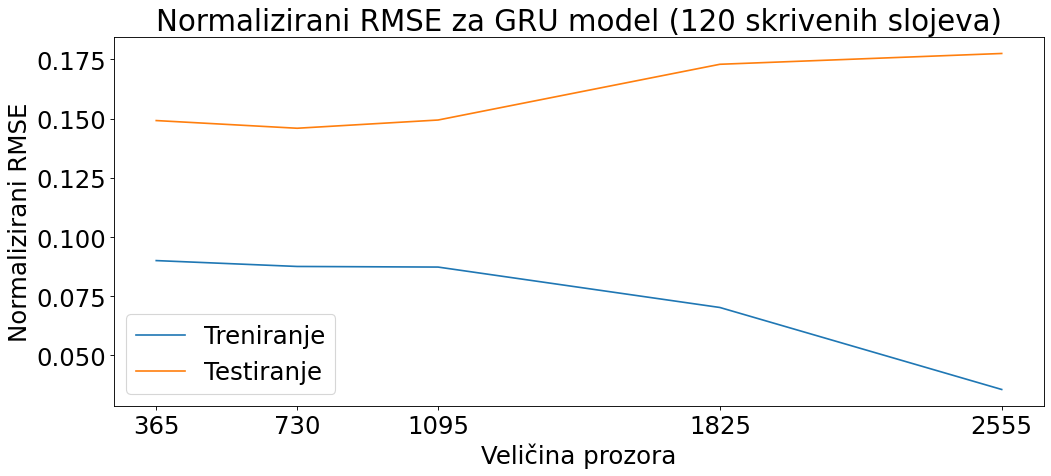 Normalizirani RMSE za GRU model (120 skrivenih slojeva)
Normalizirani RMSE
0.175
0.150
0.125
0.100
0.075
0.050
Treniranje
Testiranje
365 730 1095 1825 2555
Veličina prozora